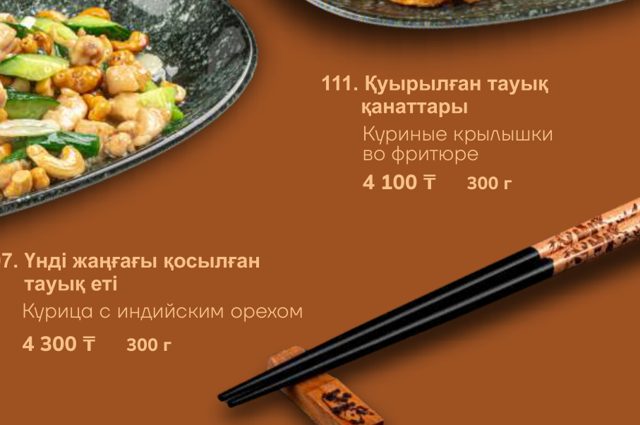 111. Қуырылған тауық
қанаттары
Куриные крылышки
во фритюре
4 100 ₸ 300 г
7. Үнді жаңғағы қосылған
тауық еті
Курица с индийским орехом
4 300 ₸ 300 г